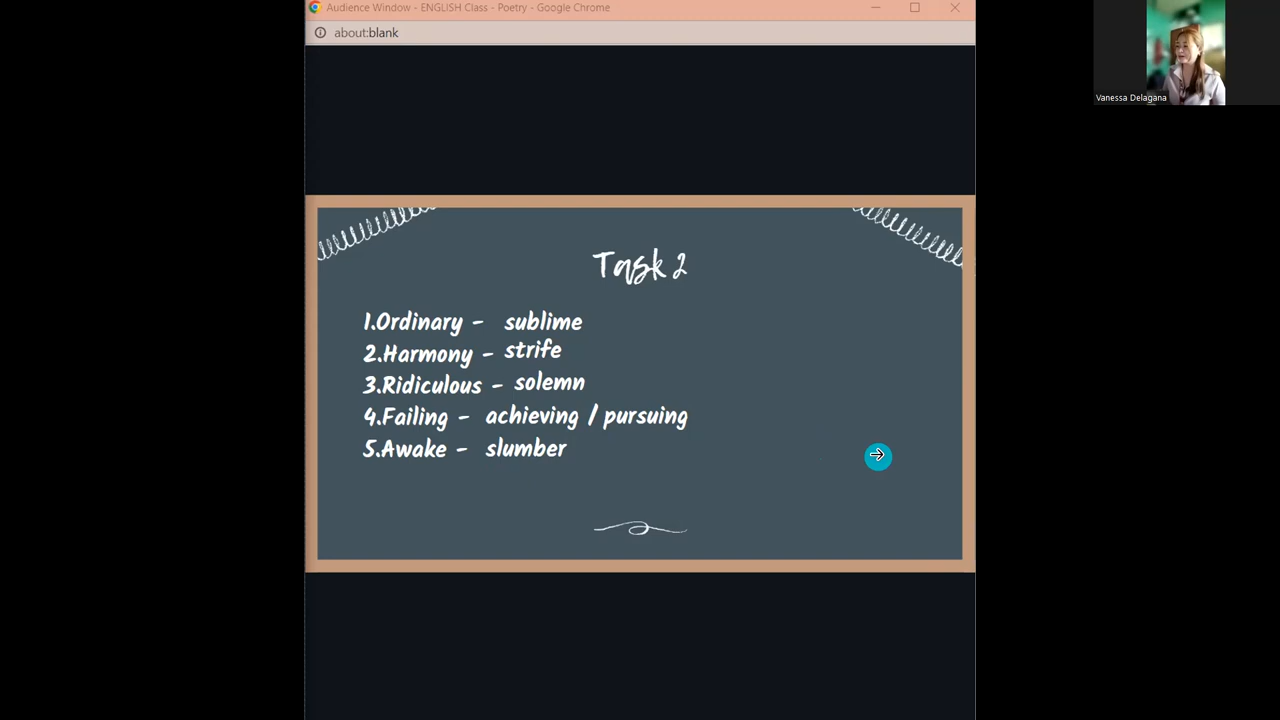 Audience Window - ENGLISH Class - Poetry - Google Chrome
about:blank
Vanessa Delagana
Task 2
1.Ordinary - sublime
2.Harmony - strife
3.Ridiculous - solemn
4.Failing - achieving / pursuing
5.Awake - slumber